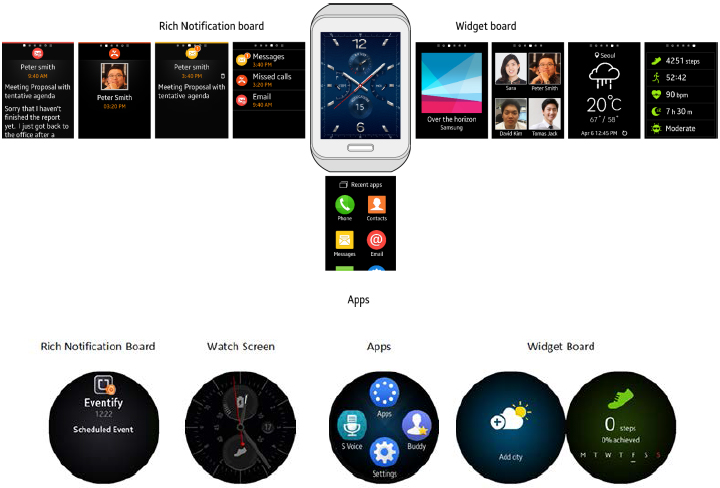 Rich Notification board
Widget board
Peter smith
9:40 AM
Meeting Proposal with
tentative agenda
Sorry that I haven't
finished the report
yet. I just got back to
the office after a
Peter Smith
03:20 PM
Peter smith
3:40 PM
Meeting Proposal with
tentative agenda
Messages
3:40 PM
Missed calls
3:20 PM
Email
9:40 AM
12
3
15
6
9
Over the horizon
Samsung
Sara
Peter Smith
David Kim
Tomas Jack
Seoul
20°C
67°/ 58°
Apr 6 12:45 PM
4251 steps
52:42
90 bpm
7 h 30 m
Moderate
Recent apps
Phone
Contacts
Messages
Email
Apps
Rich Notification Board
Watch Screen
Apps
Widget Board
Eventify
1222
Scheduled Event
Apps
S Voice
Buddy
Settings
Add city
0 steps
0% achieved
M T W T F S S